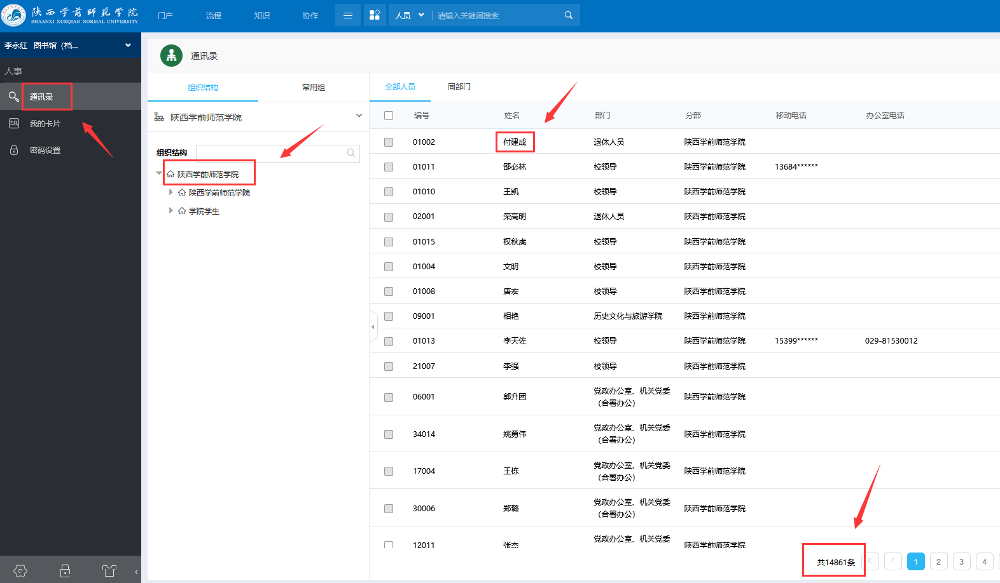 陕西学前师范学院
SHAANXI XUEQIAN NORMAL UNIVERSITY
门户 流程 知识 协作 人员 请输入关键词搜索
李永红 图书馆（档...
人事
通讯录
我的卡片
密码设置
通讯录
组织结构 常用组
陕西学前师范学院
组织结构
陕西学前师范学院
陕西学前师范学院
学院学生
全部人员 同部门
编号 姓名 部门 分部 移动电话 办公室电话
01002 付建成 退休人员 陕西学前师范学院
01011 邵必林 校领导 陕西学前师范学院 13684******
01010 王凯 校领导 陕西学前师范学院
02001 栾高明 退休人员 陕西学前师范学院
01015 权秋虎 校领导 陕西学前师范学院
01004 文明 校领导 陕西学前师范学院
01008 唐宏 校领导 陕西学前师范学院
09001 相艳 历史文化与旅游学院 陕西学前师范学院
01013 李天佐 校领导 陕西学前师范学院 15399****** 029-81530012
21007 李强 校领导 陕西学前师范学院
06001 郭升团 党政办公室、机关党委 陕西学前师范学院
（合署办公）
34014 姚勇伟 党政办公室、机关党委 陕西学前师范学院
（合署办公）
17004 王栋 党政办公室、机关党委 陕西学前师范学院
（合署办公）
30006 郑璐 党政办公室、机关党委 陕西学前师范学院
（合署办公）
12011 张杰 党政办公室、机关党委 陕西学前师范学院
共14861条 1 2 3 4